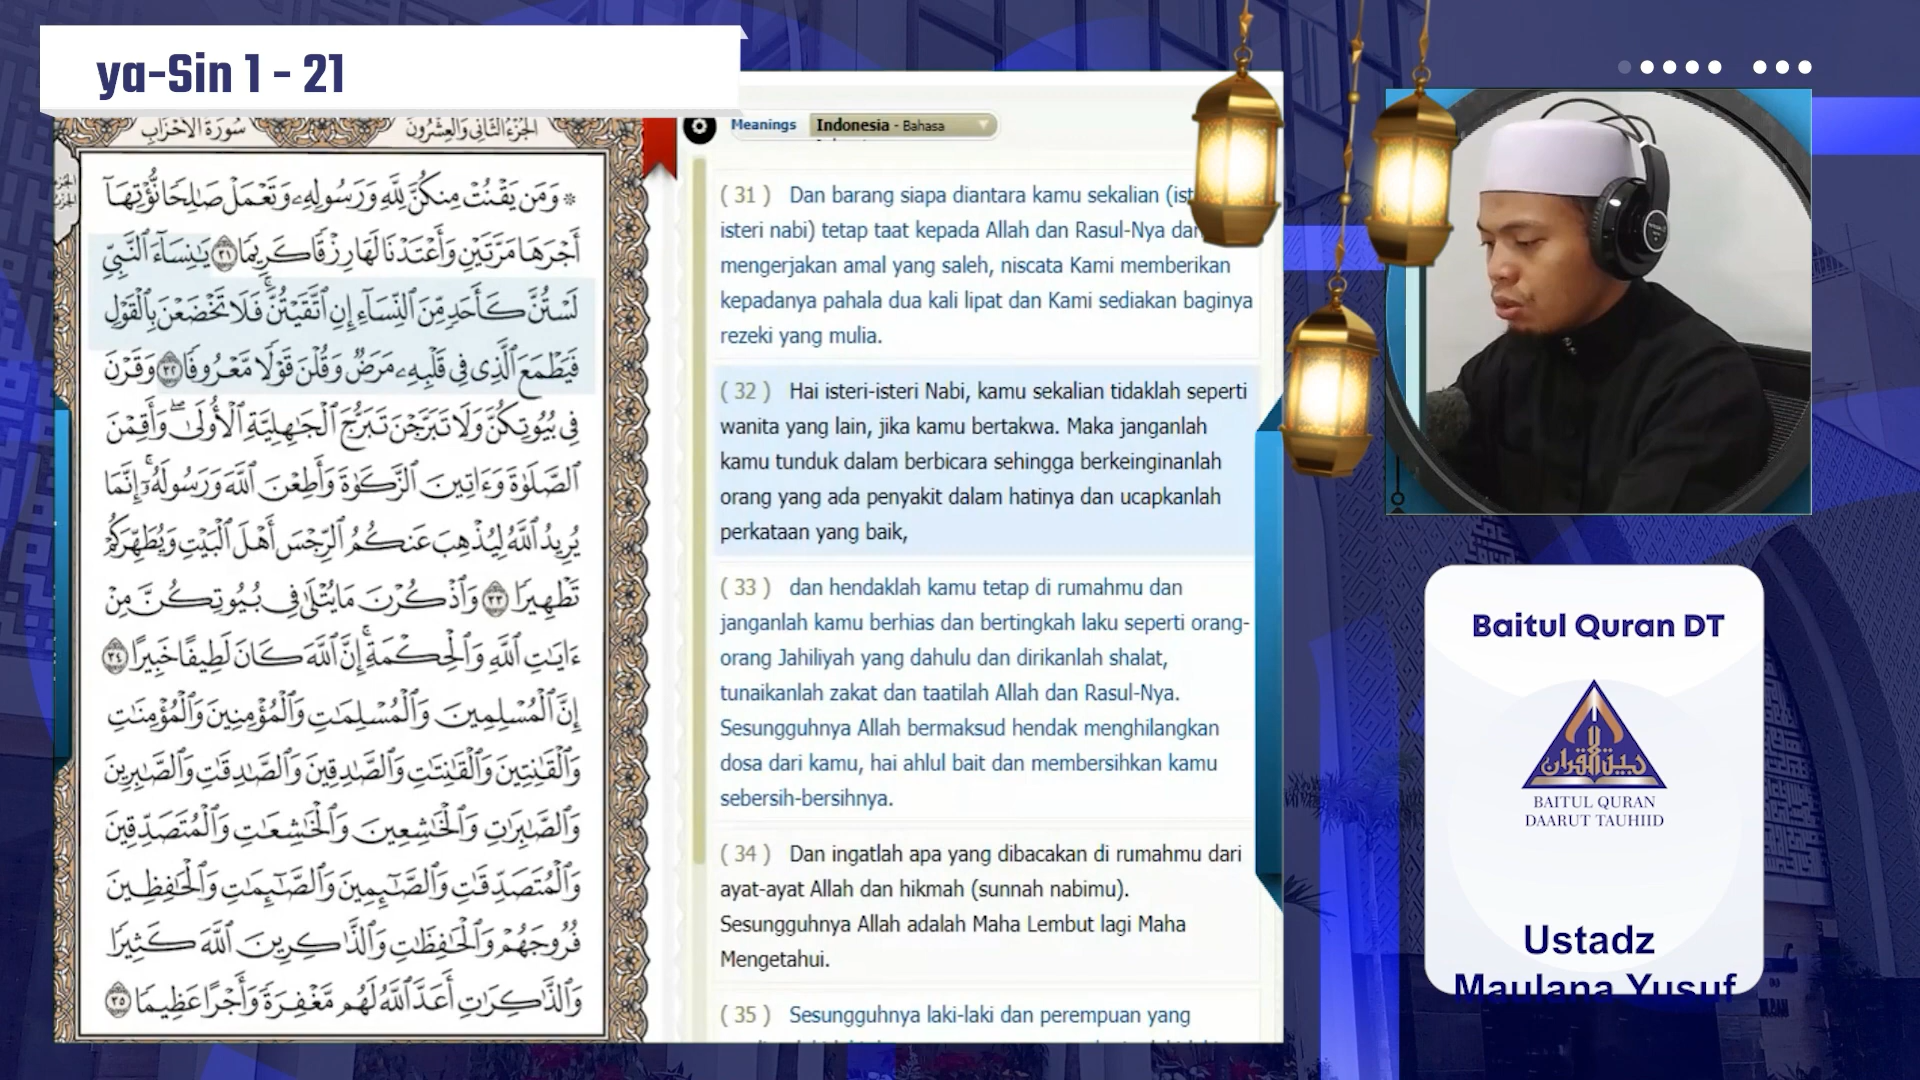 ya-Sin 1 - 21
سورة الأحزاب
الجزء الثاني والعشرون
۞ وَمَن يَقْنُتْ مِنكُنَّ لِلَّهِ وَرَسُولِهِۦ وَتَعْمَلْ صَٰلِحًا نُّؤْتِهَآ
أَجْرَهَا مَرَّتَيْنِ وَأَعْتَدْنَا لَهَا رِزْقًا كَرِيمًا ٣١ يَٰنِسَآءَ ٱلنَّبِيِّ
لَسْتُنَّ كَأَحَدٍ مِّنَ ٱلنِّسَآءِ إِنِ ٱتَّقَيْتُنَّ ۚ فَلَا تَخْضَعْنَ بِٱلْقَوْلِ
فَيَطْمَعَ ٱلَّذِى فِى قَلْبِهِۦ مَرَضٌ وَقُلْنَ قَوْلًا مَّعْرُوفًا ٣٢ وَقَرْنَ
فِى بُيُوتِكُنَّ وَلَا تَبَرَّجْنَ تَبَرُّجَ ٱلْجَٰهِلِيَّةِ ٱلْأُولَىٰ ۖ وَأَقِمْنَ
ٱلصَّلَوٰةَ وَءَاتِينَ ٱلزَّكَوٰةَ وَأَطِعْنَ ٱللَّهَ وَرَسُولَهُۥٓ ۚ إِنَّمَا
يُرِيدُ ٱللَّهُ لِيُذْهِبَ عَنكُمُ ٱلرِّجْسَ أَهْلَ ٱلْبَيْتِ وَيُطَهِّرَكُمْ
تَطْهِيرًا ٣٣ وَٱذْكُرْنَ مَا يُتْلَىٰ فِى بُيُوتِكُنَّ مِنْ
ءَايَٰتِ ٱللَّهِ وَٱلْحِكْمَةِ ۚ إِنَّ ٱللَّهَ كَانَ لَطِيفًا خَبِيرًا ٣٤
إِنَّ ٱلْمُسْلِمِينَ وَٱلْمُسْلِمَٰتِ وَٱلْمُؤْمِنِينَ وَٱلْمُؤْمِنَٰتِ
وَٱلْقَٰنِتِينَ وَٱلْقَٰنِتَٰتِ وَٱلصَّٰدِقِينَ وَٱلصَّٰدِقَٰتِ وَٱلصَّٰبِرِينَ
وَٱلصَّٰبِرَٰتِ وَٱلْخَٰشِعِينَ وَٱلْخَٰشِعَٰتِ وَٱلْمُتَصَدِّقِينَ
وَٱلْمُتَصَدِّقَٰتِ وَٱلصَّٰٓئِمِينَ وَٱلصَّٰٓئِمَٰتِ وَٱلْحَٰفِظِينَ
فُرُوجَهُمْ وَٱلْحَٰفِظَٰتِ وَٱلذَّٰكِرِينَ ٱللَّهَ كَثِيرًا
وَٱلذَّٰكِرَٰتِ أَعَدَّ ٱللَّهُ لَهُم مَّغْفِرَةً وَأَجْرًا عَظِيمًا ٣٥
Meanings Indonesia - Bahasa
( 31 ) Dan barang siapa diantara kamu sekalian
isteri nabi) tetap taat kepada Allah dan Rasul-Nya dan
mengerjakan amal yang saleh, niscata Kami memberikan
kepadanya pahala dua kali lipat dan Kami sediakan baginya
rezeki yang mulia.
( 32 ) Hai isteri-isteri Nabi, kamu sekalian tidaklah seperti
wanita yang lain, jika kamu bertakwa. Maka janganlah
kamu tunduk dalam berbicara sehingga berkeinginanlah
orang yang ada penyakit dalam hatinya dan ucapkanlah
perkataan yang baik,
( 33 ) dan hendaklah kamu tetap di rumahmu dan
janganlah kamu berhias dan bertingkah laku seperti orang-
orang Jahiliyah yang dahulu dan dirikanlah shalat,
tunaikanlah zakat dan taatilah Allah dan Rasul-Nya.
Sesungguhnya Allah bermaksud hendak menghilangkan
dosa dari kamu, hai ahlul bait dan membersihkan kamu
sebersih-bersihnya.
( 34 ) Dan ingatlah apa yang dibacakan di rumahmu dari
ayat-ayat Allah dan hikmah (sunnah nabimu).
Sesungguhnya Allah adalah Maha Lembut lagi Maha
Mengetahui.
( 35 ) Sesungguhnya laki-laki dan perempuan yang
Baitul Quran DT
BAITUL QURAN
DAARUT TAUHIID
Ustadz
Maulana Yusuf